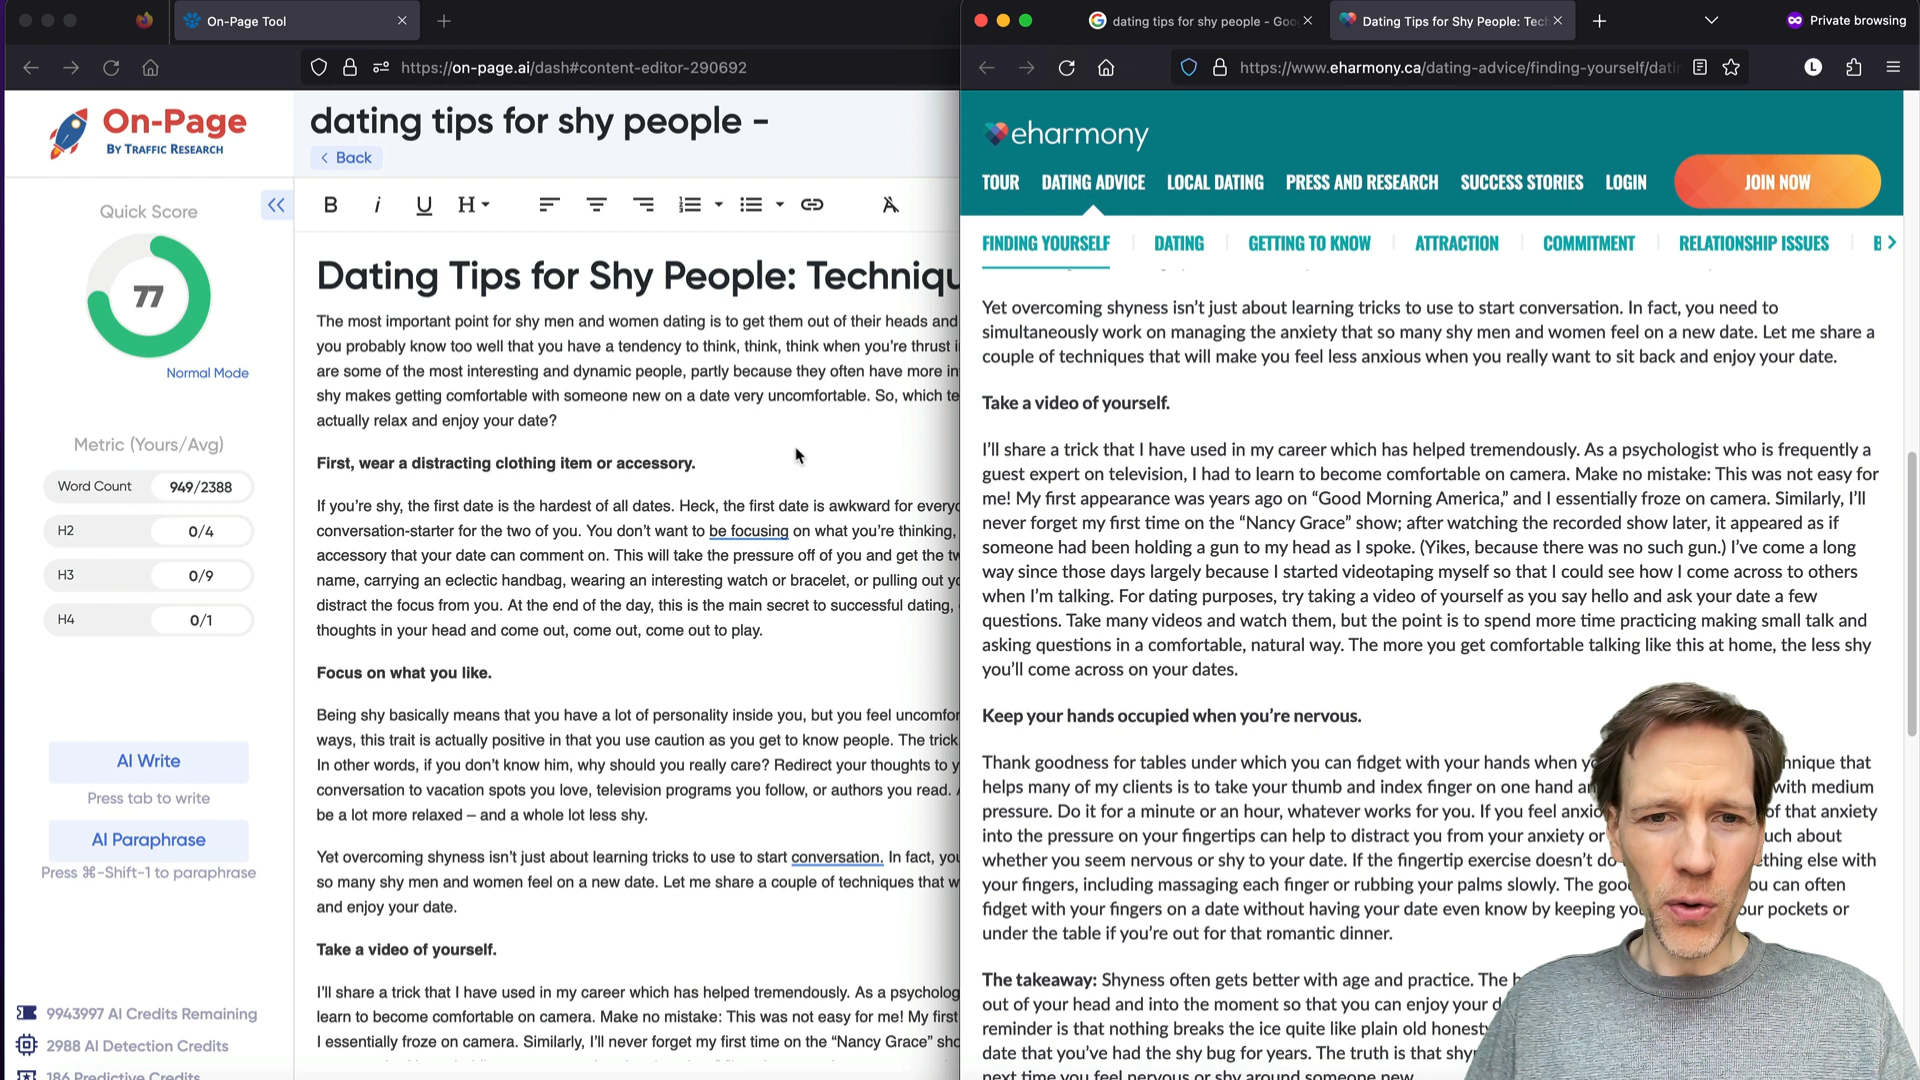 On-Page Tool
https://on-page.ai/dash#content-editor-290692
On-Page
BY TRAFFIC RESEARCH
dating tips for shy people -
Back
Quick Score
77
Normal Mode
Metric (Yours/Avg)
Word Count 949/2388
H2 0/4
H3 0/9
H4 0/1
AI Write
Press tab to write
AI Paraphrase
Press ⌘-Shift-1 to paraphrase
9943997 AI Credits Remaining
2988 AI Detection Credits
186 Predictive Credits
B i U H
Dating Tips for Shy People: Techniqu
The most important point for shy men and women dating is to get them out of their heads and
you probably know too well that you have a tendency to think, think, think when you're thrust i
are some of the most interesting and dynamic people, partly because they often have more in
shy makes getting comfortable with someone new on a date very uncomfortable. So, which te
actually relax and enjoy your date?
First, wear a distracting clothing item or accessory.
If you're shy, the first date is the hardest of all dates. Heck, the first date is awkward for everyo
conversation-starter for the two of you. You don't want to be focusing on what you're thinking,
accessory that your date can comment on. This will take the pressure off of you and get the tw
name, carrying an eclectic handbag, wearing an interesting watch or bracelet, or pulling out yo
distract the focus from you. At the end of the day, this is the main secret to successful dating,
thoughts in your head and come out, come out, come out to play.
Focus on what you like.
Being shy basically means that you have a lot of personality inside you, but you feel uncomfor
ways, this trait is actually positive in that you use caution as you get to know people. The trick
In other words, if you don't know him, why should you really care? Redirect your thoughts to y
conversation to vacation spots you love, television programs you follow, or authors you read.
be a lot more relaxed – and a whole lot less shy.
Yet overcoming shyness isn't just about learning tricks to use to start conversation. In fact, you
so many shy men and women feel on a new date. Let me share a couple of techniques that w
and enjoy your date.
Take a video of yourself.
I'll share a trick that I have used in my career which has helped tremendously. As a psycholog
learn to become comfortable on camera. Make no mistake: This was not easy for me! My first
I essentially froze on camera. Similarly, I'll never forget my first time on the "Nancy Grace" sho
dating tips for shy people - Goo
Dating Tips for Shy People: Tech
Private browsing
https://www.eharmony.ca/dating-advice/finding-yourself/dati
L
eharmony
TOUR DATING ADVICE LOCAL DATING PRESS AND RESEARCH SUCCESS STORIES LOGIN JOIN NOW
FINDING YOURSELF DATING GETTING TO KNOW ATTRACTION COMMITMENT RELATIONSHIP ISSUES
Yet overcoming shyness isn't just about learning tricks to use to start conversation. In fact, you need to
simultaneously work on managing the anxiety that so many shy men and women feel on a new date. Let me share a
couple of techniques that will make you feel less anxious when you really want to sit back and enjoy your date.
Take a video of yourself.
I'll share a trick that I have used in my career which has helped tremendously. As a psychologist who is frequently a
guest expert on television, I had to learn to become comfortable on camera. Make no mistake: This was not easy for
me! My first appearance was years ago on "Good Morning America," and I essentially froze on camera. Similarly, I'll
never forget my first time on the "Nancy Grace" show; after watching the recorded show later, it appeared as if
someone had been holding a gun to my head as I spoke. (Yikes, because there was no such gun.) I've come a long
way since those days largely because I started videotaping myself so that I could see how I come across to others
when I'm talking. For dating purposes, try taking a video of yourself as you say hello and ask your date a few
questions. Take many videos and watch them, but the point is to spend more time practicing making small talk and
asking questions in a comfortable, natural way. The more you get comfortable talking like this at home, the less shy
you'll come across on your dates.
Keep your hands occupied when you're nervous.
Thank goodness for tables under which you can fidget with your hands when y hnique that
helps many of my clients is to take your thumb and index finger on one hand a with medium
pressure. Do it for a minute or an hour, whatever works for you. If you feel anxio of that anxiety
into the pressure on your fingertips can help to distract you from your anxiety or uch about
whether you seem nervous or shy to your date. If the fingertip exercise doesn't do ething else with
your fingers, including massaging each finger or rubbing your palms slowly. The goo ou can often
fidget with your fingers on a date without having your date even know by keeping you our pockets or
under the table if you're out for that romantic dinner.
The takeaway: Shyness often gets better with age and practice. The b
out of your head and into the moment so that you can enjoy your d
reminder is that nothing breaks the ice quite like plain old honest
date that you've had the shy bug for years. The truth is that shy
next time you feel nervous or shy around someone new